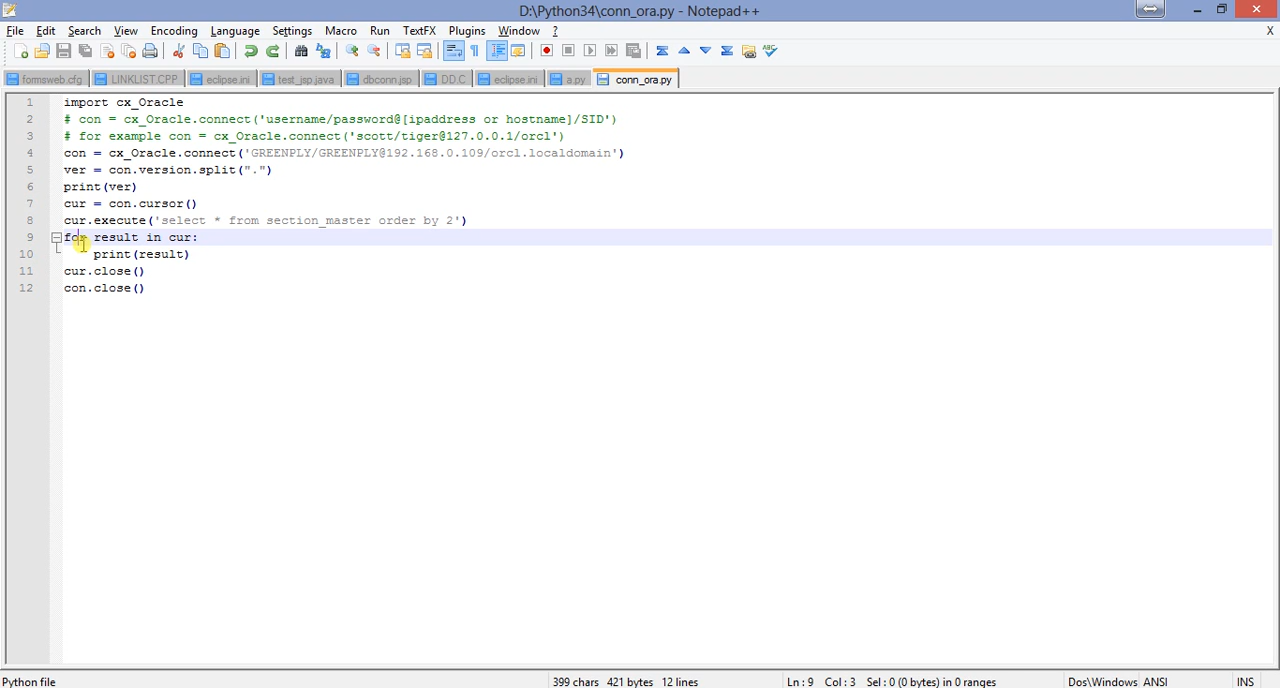 D:\Python34\conn_ora.py - Notepad++
File Edit Search View Encoding Language Settings Macro Run TextFX Plugins Window ? X
formsweb.cfg LINKLIST.CPP eclipse.ini test_jsp.java dbconn.jsp DD.C eclipse.ini a.py conn_ora.py
1 import cx_Oracle
2 # con = cx_Oracle.connect('username/password@[ipaddress or hostname]/SID')
3 # for example con = cx_Oracle.connect('scott/tiger@127.0.0.1/orcl')
4 con = cx_Oracle.connect('GREENPLY/GREENPLY@192.168.0.109/orcl.localdomain')
5 ver = con.version.split(".")
6 print(ver)
7 cur = con.cursor()
8 cur.execute('select * from section_master order by 2')
9 for result in cur:
10 print(result)
11 cur.close()
12 con.close()
Python file 399 chars 421 bytes 12 lines Ln : 9 Col : 3 Sel : 0 (0 bytes) in 0 ranges Dos\Windows ANSI INS